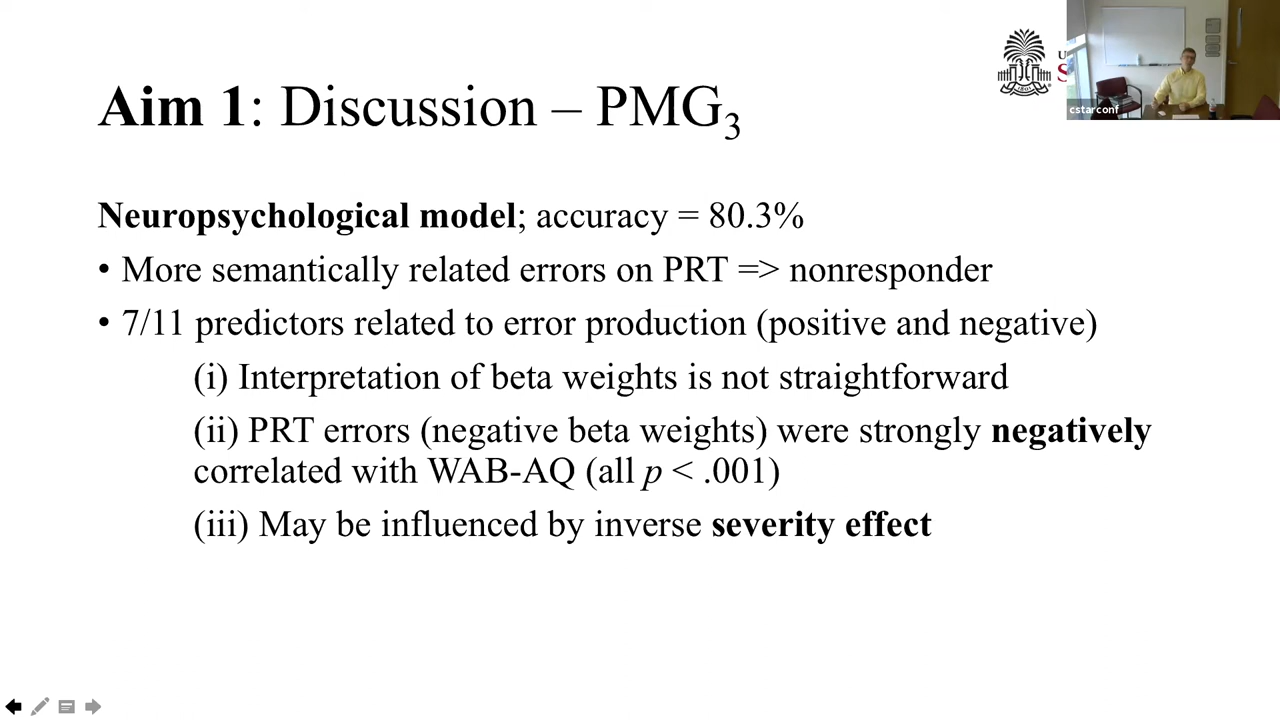 Aim 1: Discussion – PMG3
cstarconf
Neuropsychological model; accuracy = 80.3%
• More semantically related errors on PRT => nonresponder
• 7/11 predictors related to error production (positive and negative)
(i) Interpretation of beta weights is not straightforward
(ii) PRT errors (negative beta weights) were strongly negatively
correlated with WAB-AQ (all p < .001)
(iii) May be influenced by inverse severity effect